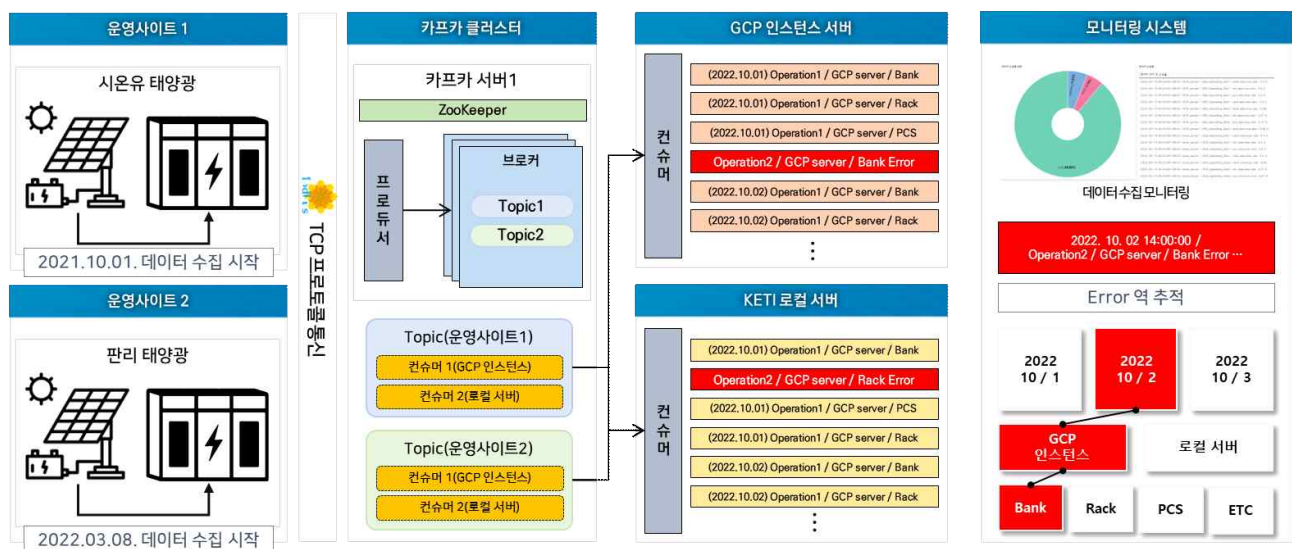 운영사이트 1
시온유 태양광
2021.10.01. 데이터 수집 시작
운영사이트 2
판리 태양광
2022.03.08. 데이터 수집 시작
TCP 프로토콜 통신
카프카 클러스터
카프카 서버1
ZooKeeper
프로듀서
브로커
Topic1
Topic2
Topic(운영사이트1)
컨슈머 1(GCP 인스턴스)
컨슈머 2(로컬 서버)
Topic(운영사이트2)
컨슈머 1(GCP 인스턴스)
컨슈머 2(로컬 서버)
GCP 인스턴스 서버
컨슈머
(2022.10.01) Operation1 / GCP server / Bank
(2022.10.01) Operation1 / GCP server / Rack
(2022.10.01) Operation1 / GCP server / PCS
Operation2 / GCP server / Bank Error
(2022.10.02) Operation1 / GCP server / Bank
(2022.10.02) Operation1 / GCP server / Rack
KETI 로컬 서버
컨슈머
(2022.10.01) Operation1 / GCP server / Bank
Operation2 / GCP server / Rack Error
(2022.10.01) Operation1 / GCP server / PCS
(2022.10.01) Operation1 / GCP server / Rack
(2022.10.02) Operation1 / GCP server / Bank
(2022.10.02) Operation1 / GCP server / Rack
모니터링 시스템
데이터 수집 모니터링
2022. 10. 02 14:00:00 /
Operation2 / GCP server / Bank Error ···
Error 역 추적
2022
10 / 1
2022
10 / 2
2022
10 / 3
GCP
인스턴스
로컬 서버
Bank
Rack
PCS
ETC